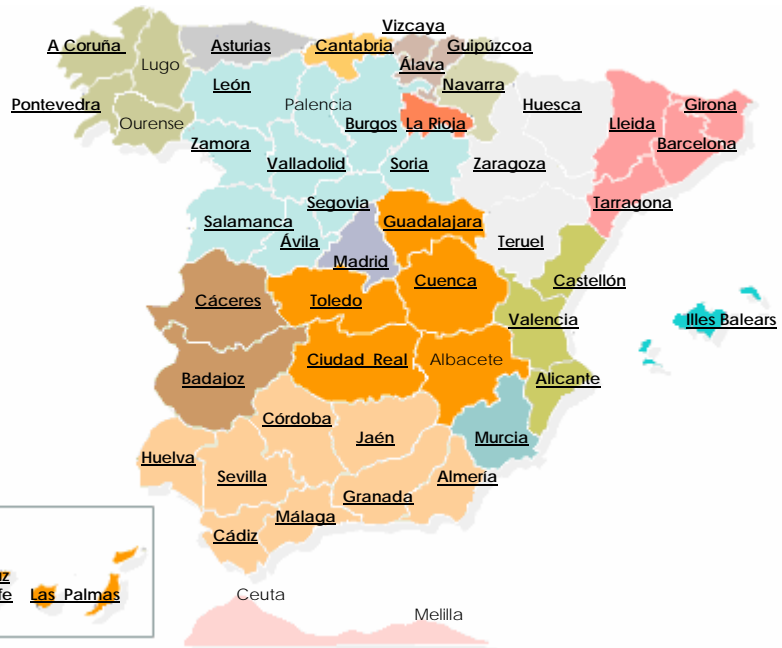 Vizcaya
A Coruña
Asturias
Cantabria
Guipúzcoa
Lugo
Álava
León
Navarra
Pontevedra
Palencia
Huesca
Girona
Ourense
Burgos
La Rioja
Lleida
Zamora
Barcelona
Valladolid
Soria
Zaragoza
Segovia
Tarragona
Salamanca
Guadalajara
Ávila
Teruel
Madrid
Cuenca
Castellón
Cáceres
Toledo
Valencia
Illes Balears
Ciudad Real
Albacete
Badajoz
Alicante
Córdoba
Jaén
Murcia
Huelva
Sevilla
Almería
Granada
Málaga
Cádiz
uz
fe
Las Palmas
Ceuta
Melilla